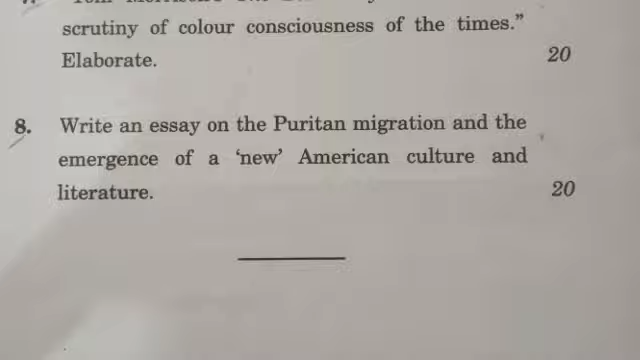 scrutiny of colour consciousness of the times.”
Elaborate. 20
8. Write an essay on the Puritan migration and the
emergence of a ‘new’ American culture and
literature. 20